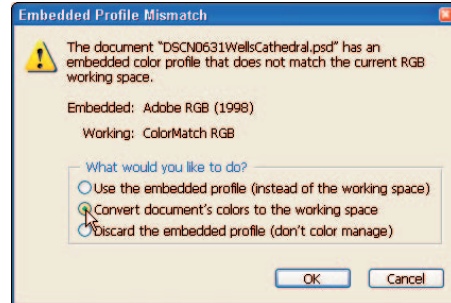 Embedded Profile Mismatch
The document "DSCN0631WellsCathedral.psd" has an
embedded color profile that does not match the current RGB
working space.
Embedded: Adobe RGB (1998)
Working: ColorMatch RGB
What would you like to do?
Use the embedded profile (instead of the working space)
Convert document's colors to the working space
Discard the embedded profile (don't color manage)
OK Cancel